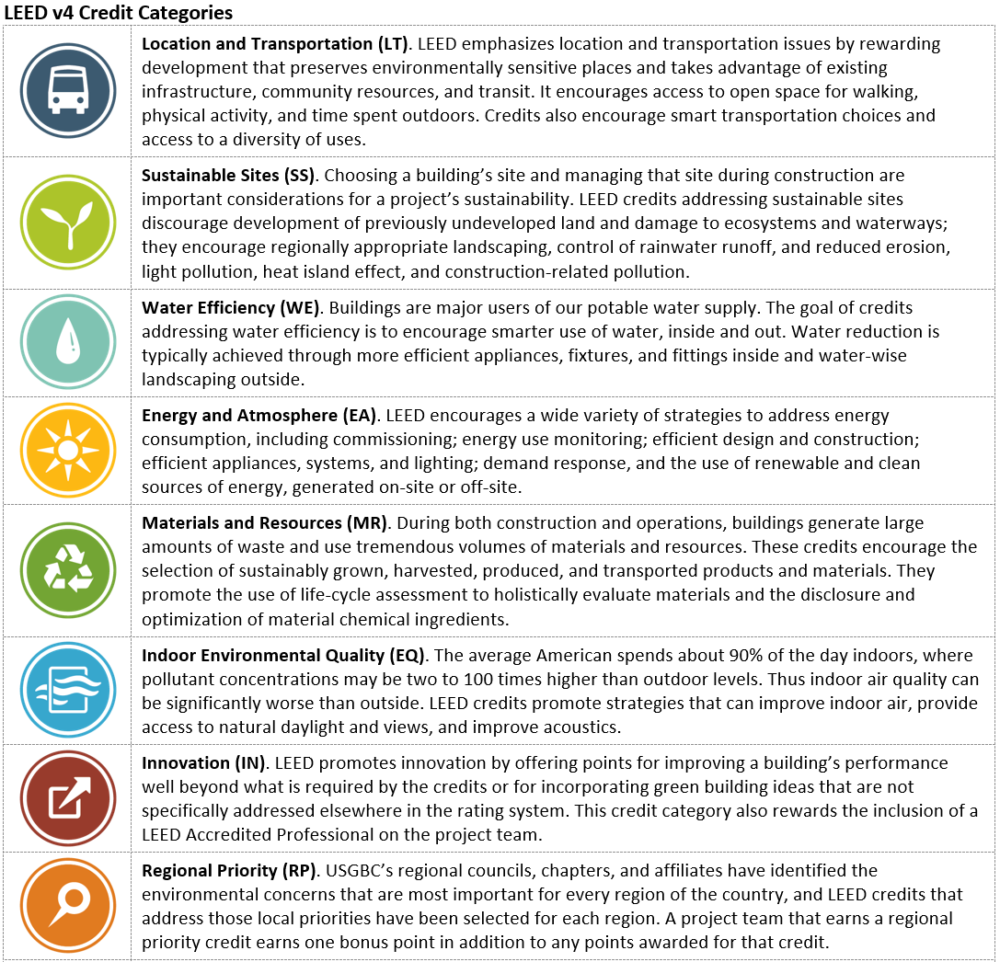 LEED v4 Credit Categories
Location and Transportation (LT). LEED emphasizes location and transportation issues by rewarding
development that preserves environmentally sensitive places and takes advantage of existing
infrastructure, community resources, and transit. It encourages access to open space for walking,
physical activity, and time spent outdoors. Credits also encourage smart transportation choices and
access to a diversity of uses.
Sustainable Sites (SS). Choosing a building’s site and managing that site during construction are
important considerations for a project’s sustainability. LEED credits addressing sustainable sites
discourage development of previously undeveloped land and damage to ecosystems and waterways;
they encourage regionally appropriate landscaping, control of rainwater runoff, and reduced erosion,
light pollution, heat island effect, and construction-related pollution.
Water Efficiency (WE). Buildings are major users of our potable water supply. The goal of credits
addressing water efficiency is to encourage smarter use of water, inside and out. Water reduction is
typically achieved through more efficient appliances, fixtures, and fittings inside and water-wise
landscaping outside.
Energy and Atmosphere (EA). LEED encourages a wide variety of strategies to address energy
consumption, including commissioning; energy use monitoring; efficient design and construction;
efficient appliances, systems, and lighting; demand response, and the use of renewable and clean
sources of energy, generated on-site or off-site.
Materials and Resources (MR). During both construction and operations, buildings generate large
amounts of waste and use tremendous volumes of materials and resources. These credits encourage the
selection of sustainably grown, harvested, produced, and transported products and materials. They
promote the use of life-cycle assessment to holistically evaluate materials and the disclosure and
optimization of material chemical ingredients.
Indoor Environmental Quality (EQ). The average American spends about 90% of the day indoors, where
pollutant concentrations may be two to 100 times higher than outdoor levels. Thus indoor air quality can
be significantly worse than outside. LEED credits promote strategies that can improve indoor air, provide
access to natural daylight and views, and improve acoustics.
Innovation (IN). LEED promotes innovation by offering points for improving a building’s performance
well beyond what is required by the credits or for incorporating green building ideas that are not
specifically addressed elsewhere in the rating system. This credit category also rewards the inclusion of a
LEED Accredited Professional on the project team.
Regional Priority (RP). USGBC’s regional councils, chapters, and affiliates have identified the
environmental concerns that are most important for every region of the country, and LEED credits that
address those local priorities have been selected for each region. A project team that earns a regional
priority credit earns one bonus point in addition to any points awarded for that credit.